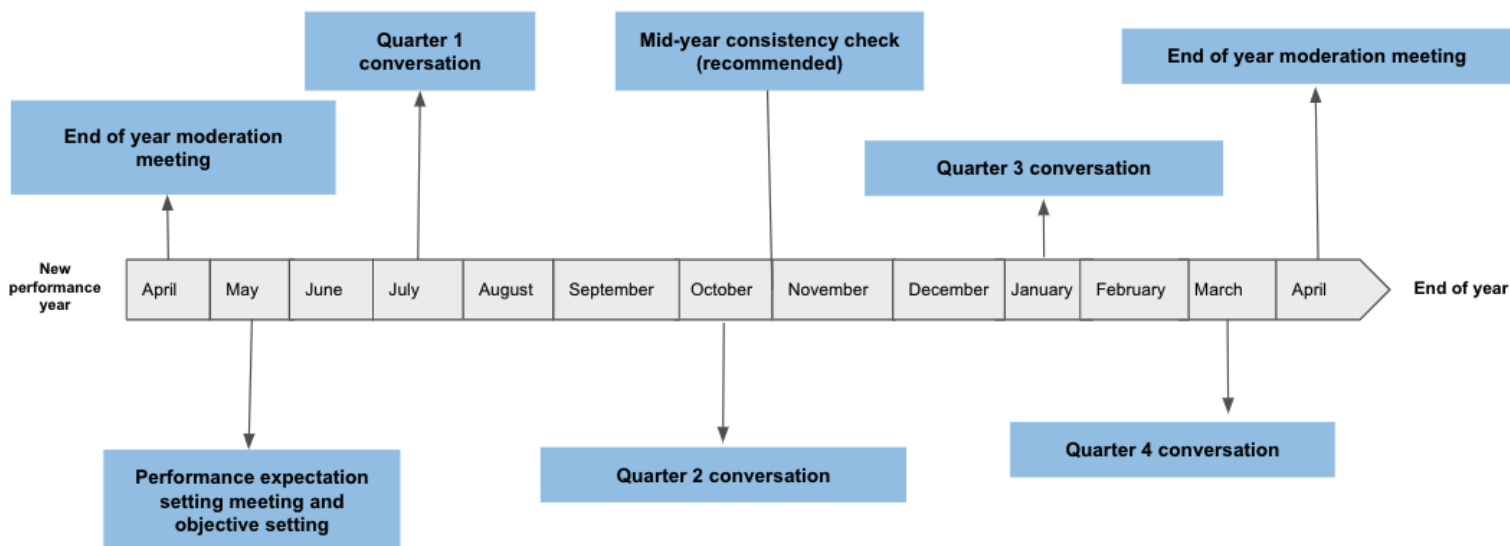 Quarter 1
conversation
Mid-year consistency check
(recommended)
End of year moderation meeting
End of year moderation
meeting
Quarter 3 conversation
New
performance
year
April
May
June
July
August
September
October
November
December
January
February
March
April
End of year
Performance expectation
setting meeting and
objective setting
Quarter 2 conversation
Quarter 4 conversation